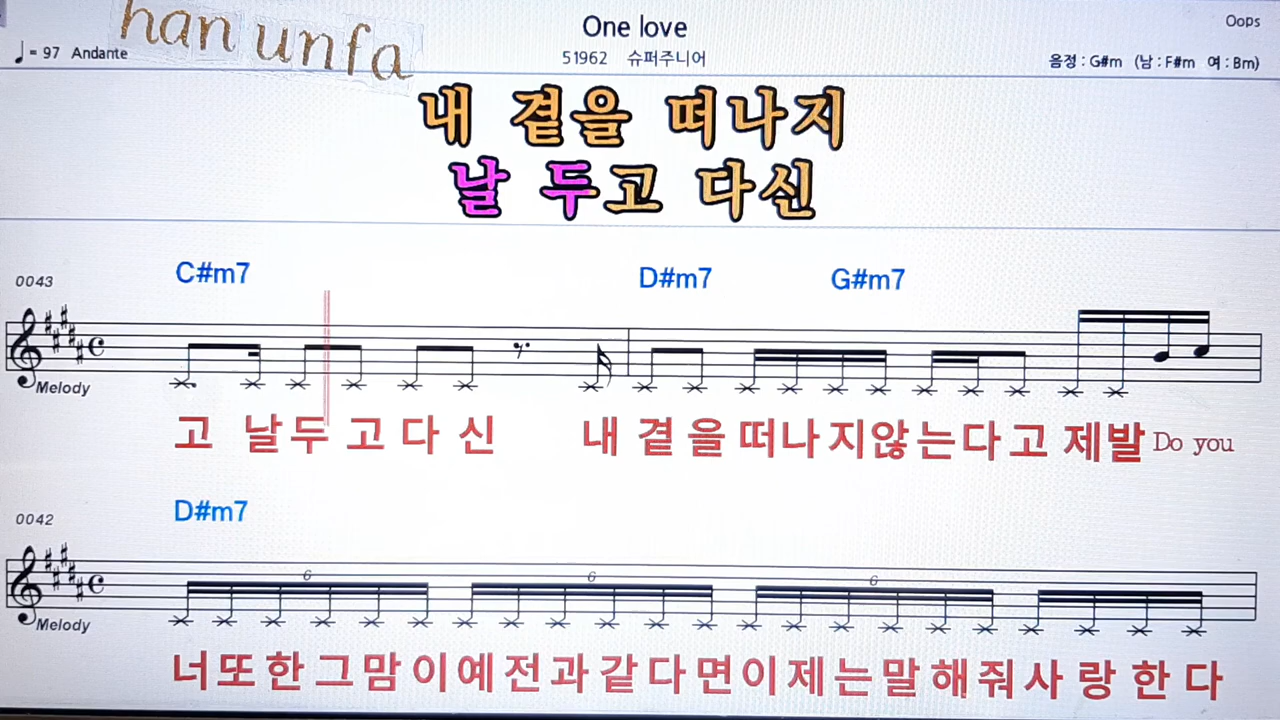 han unfa
One love
Oops
♩= 97 Andante
51962 슈퍼주니어
음정 : G#m (남 : F#m 여 : Bm)
내 곁을 떠나지
날 두고 다신
0043
C#m7 D#m7 G#m7
Melody
고 날두 고 다 신 내 곁 을 떠나지않는다고 제발 Do you
0042
D#m7
6 6 6
Melody
너또한그맘이예전과같다면이제는말해줘사랑한다